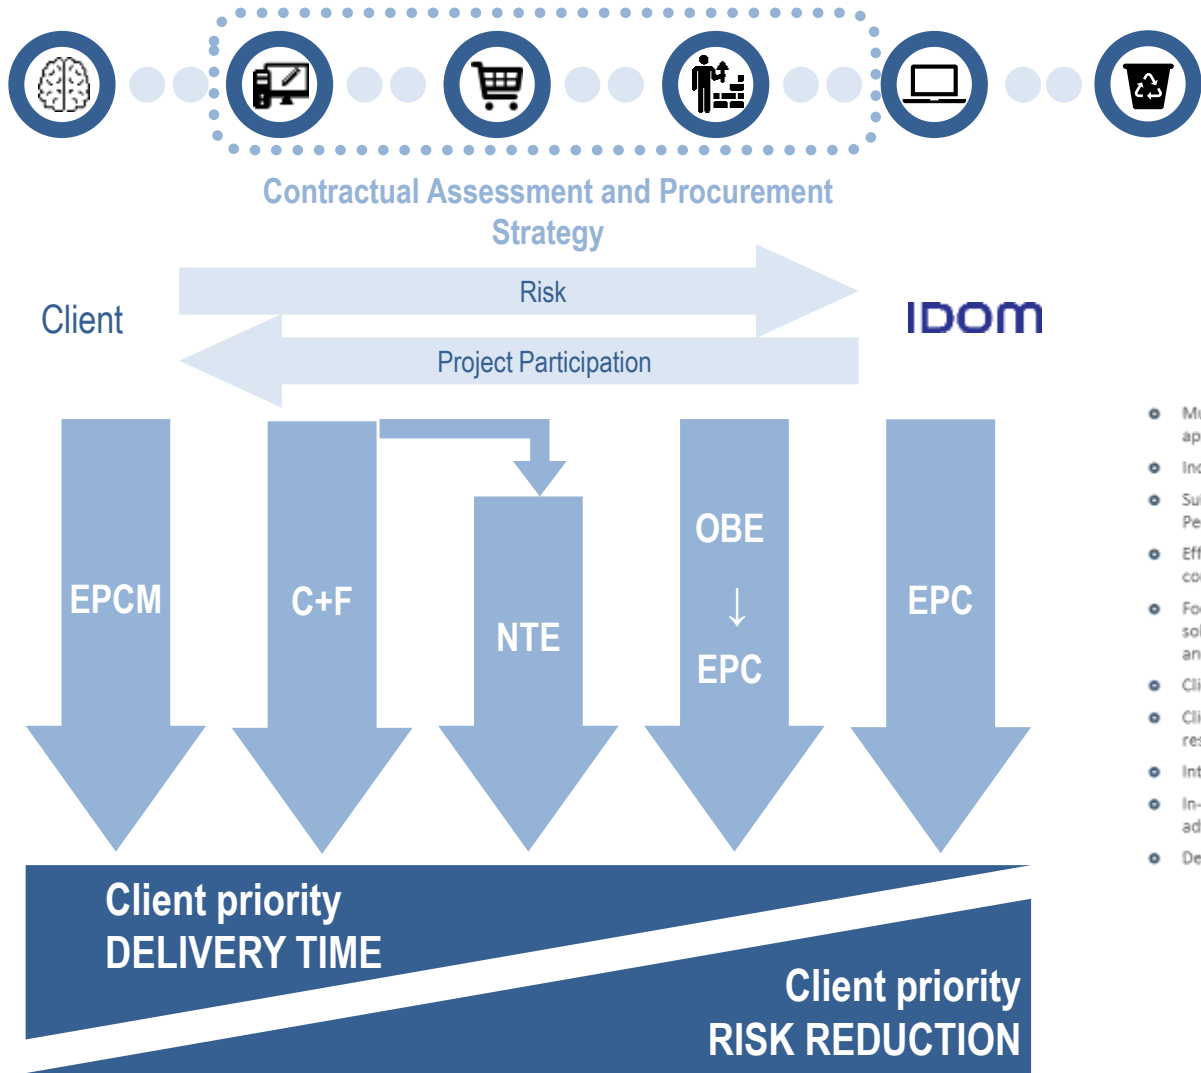 Contractual Assessment and Procurement
Strategy
Risk
Client
IDOM
Project Participation
EPCM
C+F
NTE
OBE
↓
EPC
EPC
Client priority
DELIVERY TIME
Client priority
RISK REDUCTION